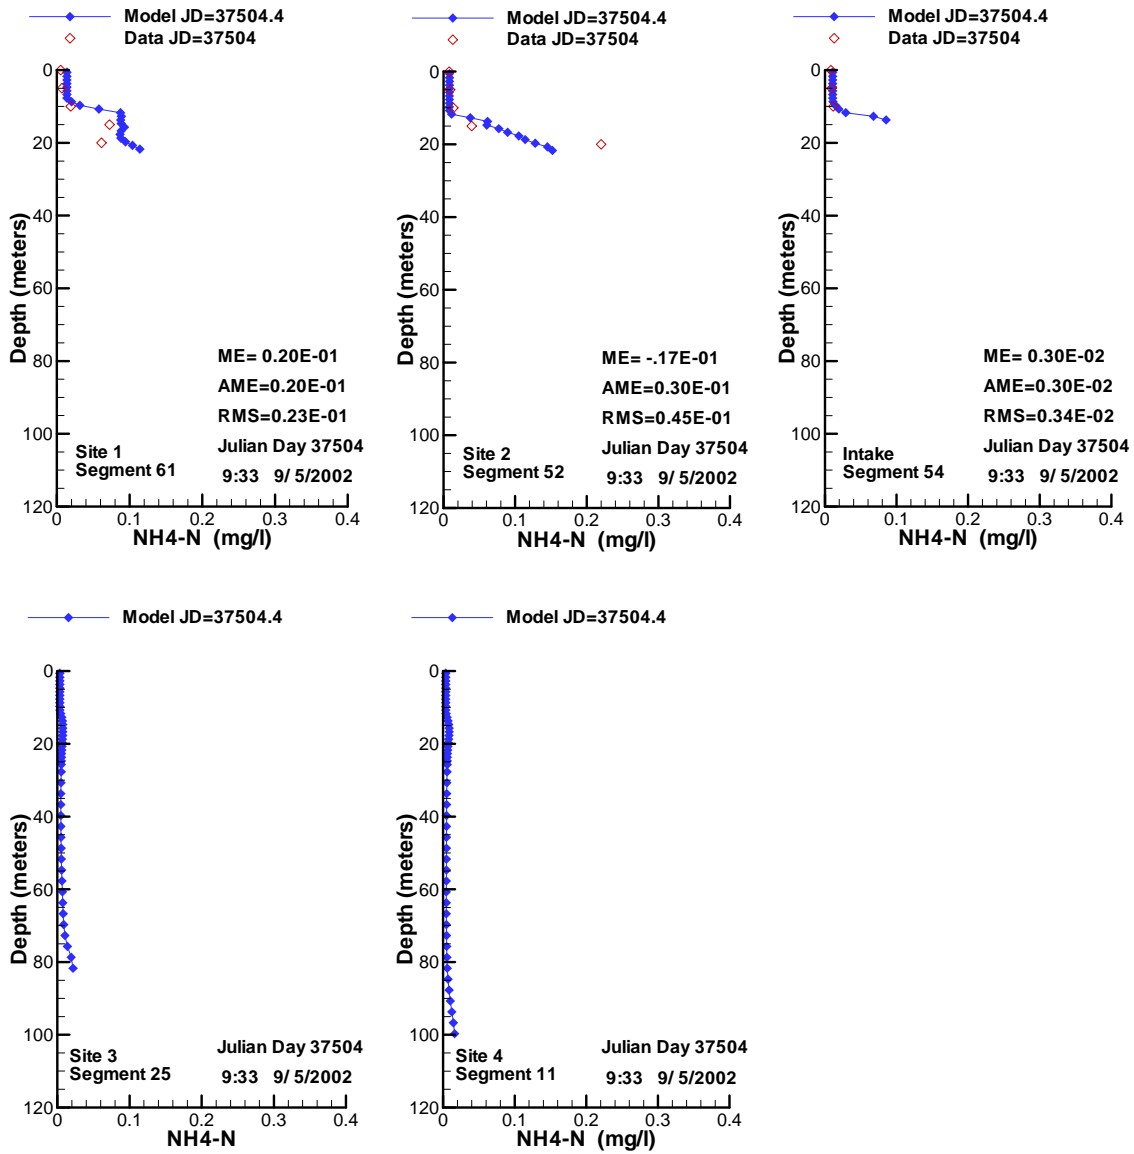 Model JD=37504.4
Data JD=37504
0
20
40
60
80
100
120
Depth (meters)
ME= 0.20E-01
AME=0.20E-01
RMS=0.23E-01
Site 1
Segment 61
Julian Day 37504
9:33 9/ 5/2002
0 0.1 0.2 0.3 0.4
NH4-N (mg/l)
Model JD=37504.4
Data JD=37504
0
20
40
60
80
100
120
Depth (meters)
ME= -.17E-01
AME=0.30E-01
RMS=0.45E-01
Site 2
Segment 52
Julian Day 37504
9:33 9/ 5/2002
0 0.1 0.2 0.3 0.4
NH4-N (mg/l)
Model JD=37504.4
Data JD=37504
0
20
40
60
80
100
120
Depth (meters)
ME= 0.30E-02
AME=0.30E-02
RMS=0.34E-02
Intake
Segment 54
Julian Day 37504
9:33 9/ 5/2002
0 0.1 0.2 0.3 0.4
NH4-N (mg/l)
Model JD=37504.4
0
20
40
60
80
100
120
Depth (meters)
Site 3
Segment 25
Julian Day 37504
9:33 9/ 5/2002
0 0.1 0.2 0.3 0.4
NH4-N
Model JD=37504.4
0
20
40
60
80
100
120
Depth (meters)
Site 4
Segment 11
Julian Day 37504
9:33 9/ 5/2002
0 0.1 0.2 0.3 0.4
NH4-N (mg/l)